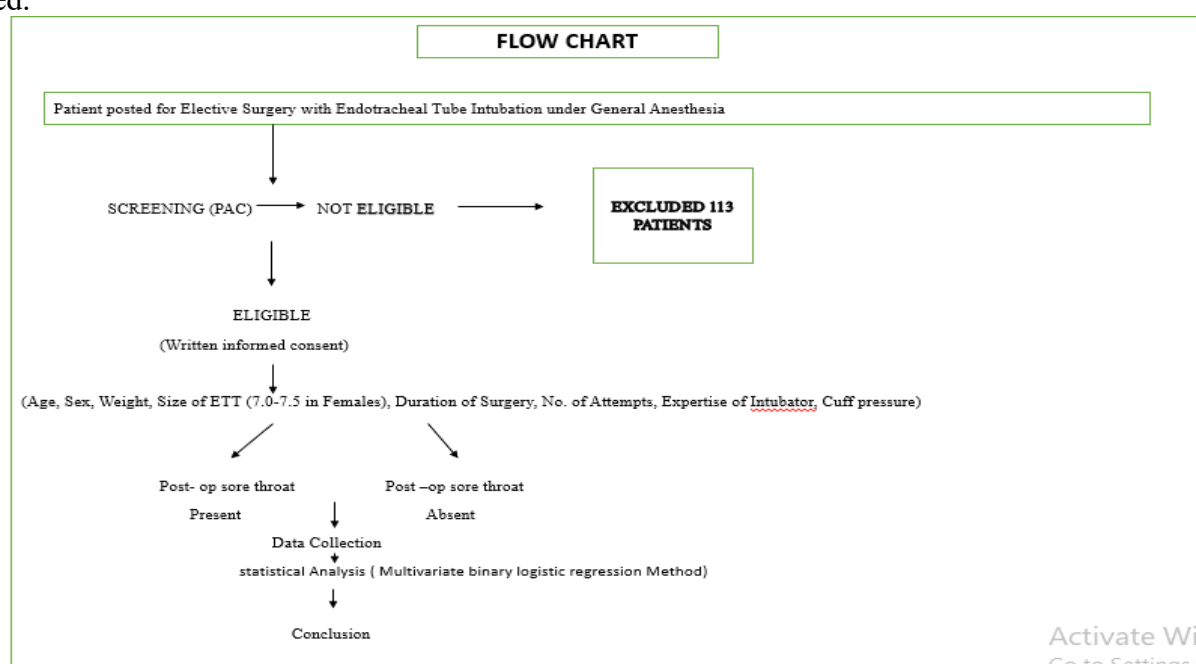 ed.
FLOW CHART
Patient posted for Elective Surgery with Endotracheal Tube Intubation under General Anesthesia
SCREENING (PAC) NOT ELIGIBLE EXCLUDED 113
PATIENTS
ELIGIBLE
(Written informed consent)
(Age, Sex, Weight, Size of ETT (7.0-7.5 in Females), Duration of Surgery, No. of Attempts, Expertise of Intubator, Cuff pressure)
Post- op sore throat Post –op sore throat
Present Absent
Data Collection
statistical Analysis ( Multivariate binary logistic regression Method)
Conclusion
Activate Wi
Go to Settings